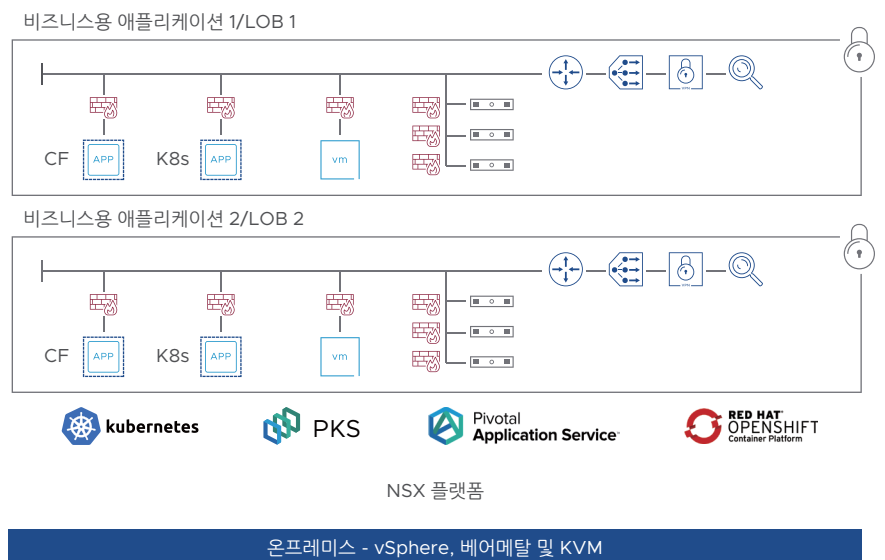 비즈니스용 애플리케이션 1/LOB 1
CF APP K8s APP vm
비즈니스용 애플리케이션 2/LOB 2
CF APP K8s APP vm
kubernetes
PKS
Pivotal
Application Service
RED HAT
OPENSHIFT
Container Platform
NSX 플랫폼
온프레미스 - vSphere, 베어메탈 및 KVM